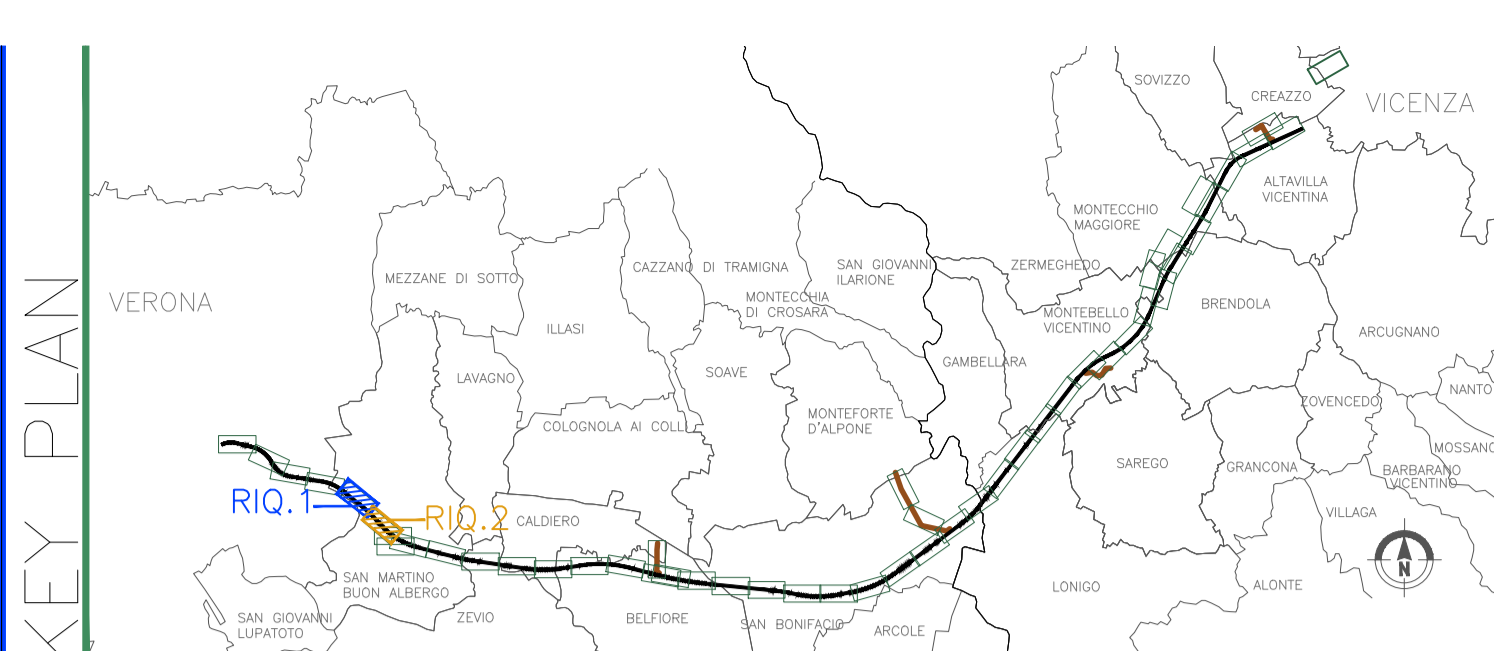 KEY PLAN
SOVIZZO
CREAZZO
VICENZA
ALTAVILLA
VICENTINA
MONTECCHIO
MAGGIORE
MEZZANE DI SOTTO
CAZZANO DI TRAMIGNA
SAN GIOVANNI
ILARIONE
ZERMEGHEDO
VERONA
MONTECCHIA
DI CROSARA
MONTEBELLO
VICENTINO
BRENDOLA
ILLASI
ARCUGNANO
GAMBELLARA
LAVAGNO
SOAVE
NANTO
ZOVENCEDO
MONTEFORTE
D'ALPONE
COLOGNOLA AI COLLI
MOSSANO
SAREGO
GRANCONA
BARBARANO
VICENTINO
RIQ.1
RIQ.2
CALDIERO
VILLAGA
N
SAN MARTINO
BUON ALBERGO
LONIGO
ALONTE
SAN GIOVANNI
LUPATOTO
ZEVIO
BELFIORE
SAN BONIFACIO
ARCOLE